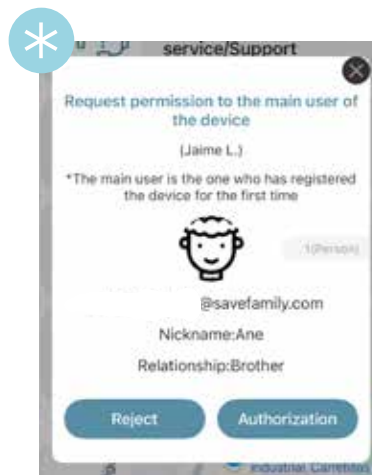 service/Support
Request permission to the main user of
the device
(Jaime L.)
*The main user is the one who has registered
the device for the first time
1(Person)
@savefamily.com
Nickname:Ane
Relationship:Brother
Reject
Authorization
Industrial Carretitas